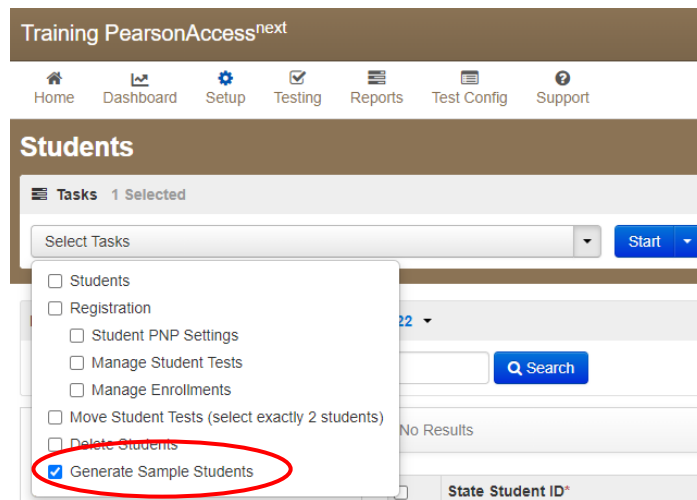 Training PearsonAccessnext
Home Dashboard Setup Testing Reports Test Config Support
Students
Tasks 1 Selected
Select Tasks
Start
Students
Registration
22
Student PNP Settings
Manage Student Tests
Search
Manage Enrollments
Move Student Tests (select exactly 2 students)
No Results
Delete Students
Generate Sample Students
State Student ID*